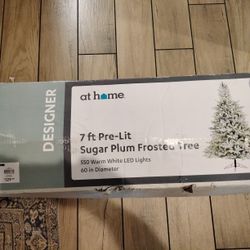 DESIGNER
at home
7 ft Pre-Lit
Sugar Plum Frosted Tree
550 Warm White LED Lights
60 in Diameter